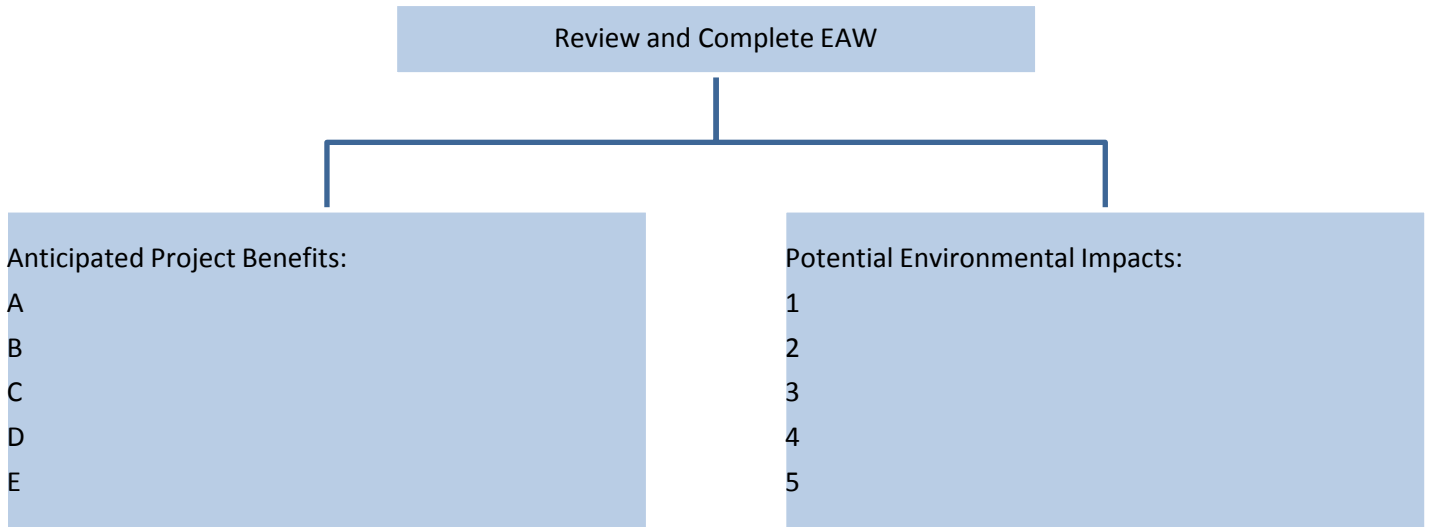 Review and Complete EAW
Anticipated Project Benefits:
A
B
C
D
E
Potential Environmental Impacts:
1
2
3
4
5